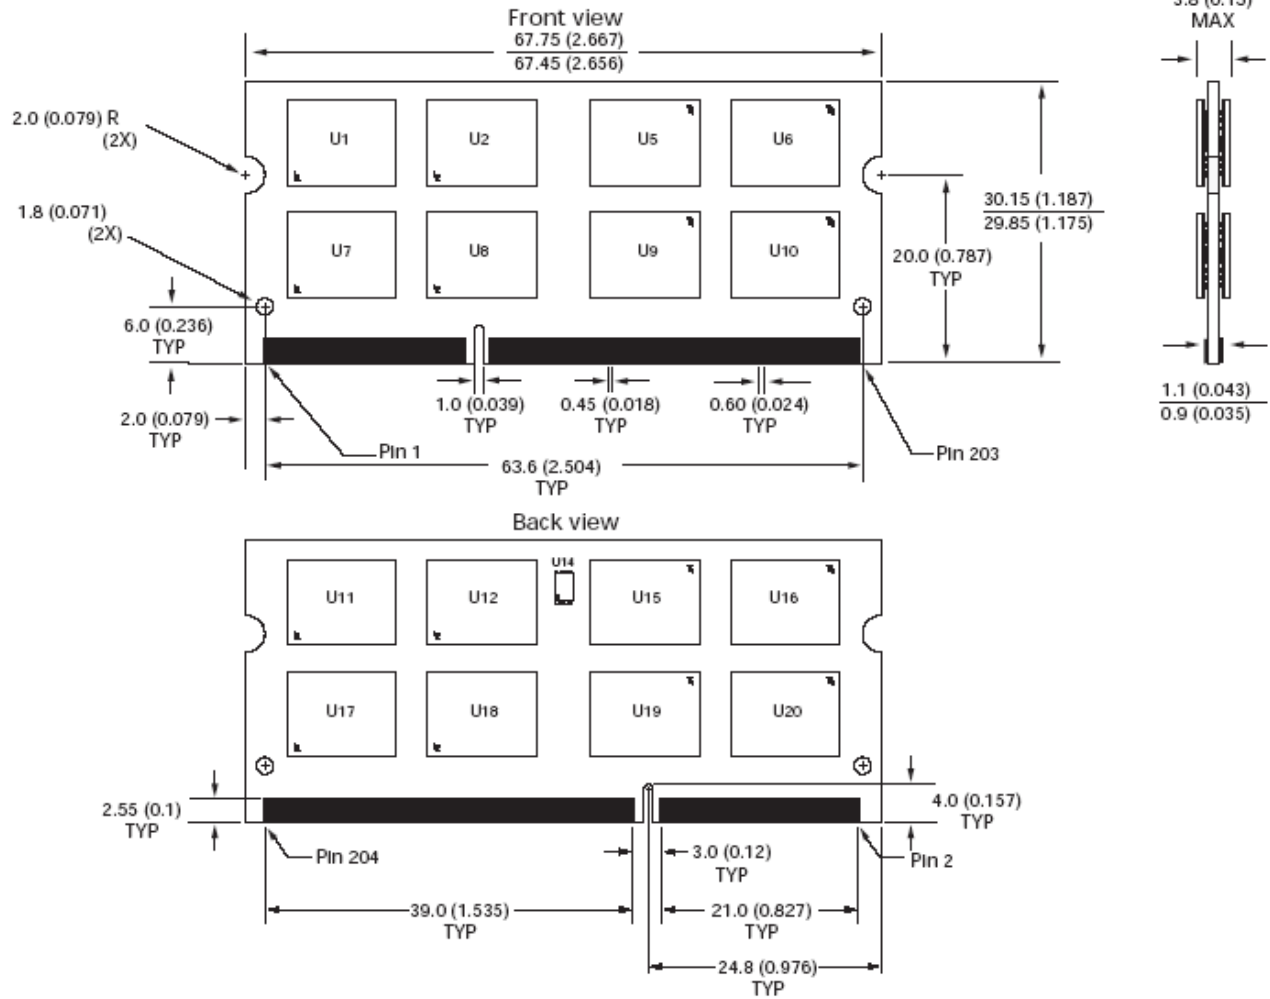 3.8 (0.15)
MAX
Front view
67.75 (2.667)
67.45 (2.656)
2.0 (0.079) R
(2X)
U1
U2
U5
U6
1.8 (0.071)
(2X)
U7
U8
U9
U10
30.15 (1.187)
29.85 (1.175)
20.0 (0.787)
TYP
6.0 (0.236)
TYP
2.0 (0.079)
TYP
1.0 (0.039)
TYP
0.45 (0.018)
TYP
0.60 (0.024)
TYP
1.1 (0.043)
0.9 (0.035)
Pin 1
Pin 203
63.6 (2.504)
TYP
Back view
U11
U12
U14
U15
U16
U17
U18
U19
U20
2.55 (0.1)
TYP
4.0 (0.157)
TYP
Pin 204
3.0 (0.12)
TYP
Pin 2
39.0 (1.535)
TYP
21.0 (0.827)
TYP
24.8 (0.976)
TYP